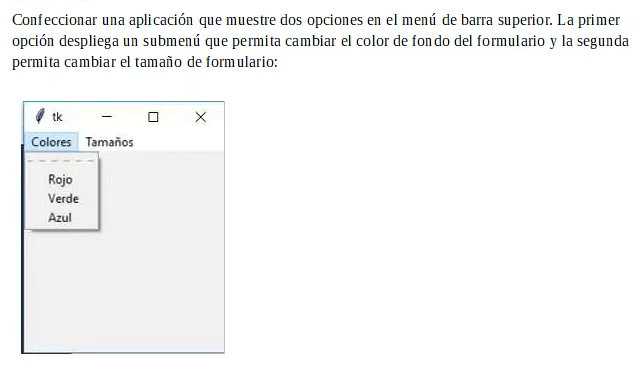 Confeccionar una aplicación que muestre dos opciones en el menú de barra superior. La primer
opción despliega un submenú que permita cambiar el color de fondo del formulario y la segunda
permita cambiar el tamaño de formulario:
tk
Colores Tamaños
Rojo
Verde
Azul